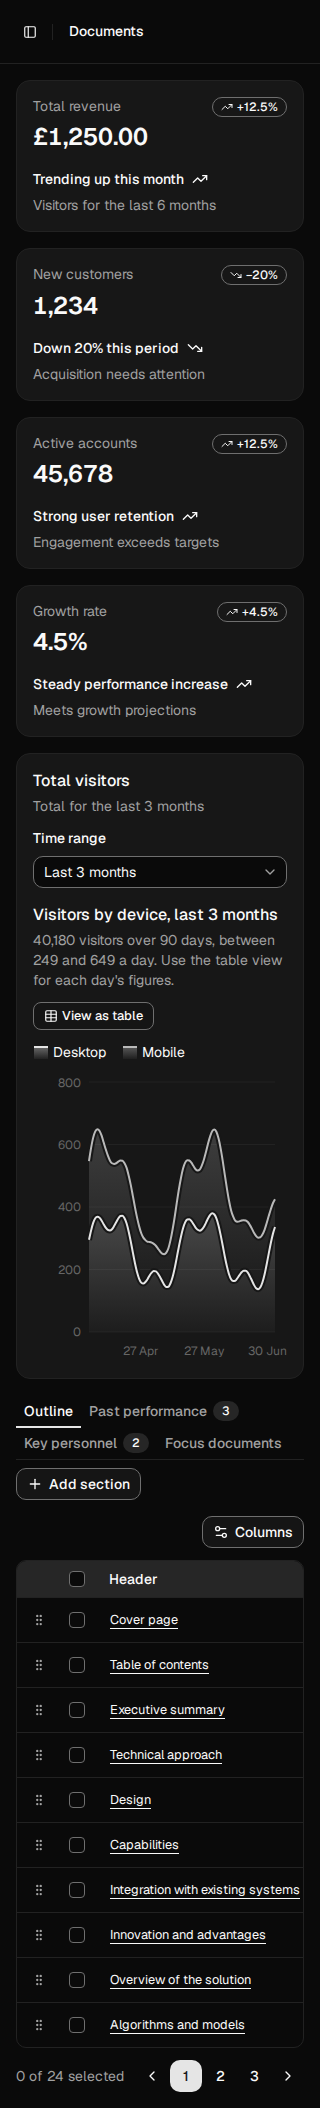 Documents
Total revenue
+12.5%
£1,250.00
Trending up this month
Visitors for the last 6 months
New customers
−20%
1,234
Down 20% this period
Acquisition needs attention
Active accounts
+12.5%
45,678
Strong user retention
Engagement exceeds targets
Growth rate
+4.5%
4.5%
Steady performance increase
Meets growth projections
Total visitors
Total for the last 3 months
Time range
Last 3 months
Visitors by device, last 3 months
40,180 visitors over 90 days, between
249 and 649 a day. Use the table view
for each day's figures.
View as table
Desktop Mobile
800
600
400
200
0
27 Apr 27 May 30 Jun
Outline Past performance 3
Key personnel 2 Focus documents
Add section
Columns
Header
Cover page
Table of contents
Executive summary
Technical approach
Design
Capabilities
Integration with existing systems
Innovation and advantages
Overview of the solution
Algorithms and models
0 of 24 selected 1 2 3